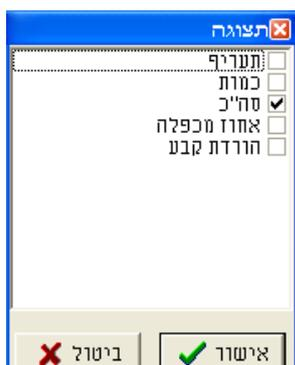 תצוגה
תעריף
כמות
סה"כ
אחוז מכפלה
הורדת קבע
אישור
ביטול